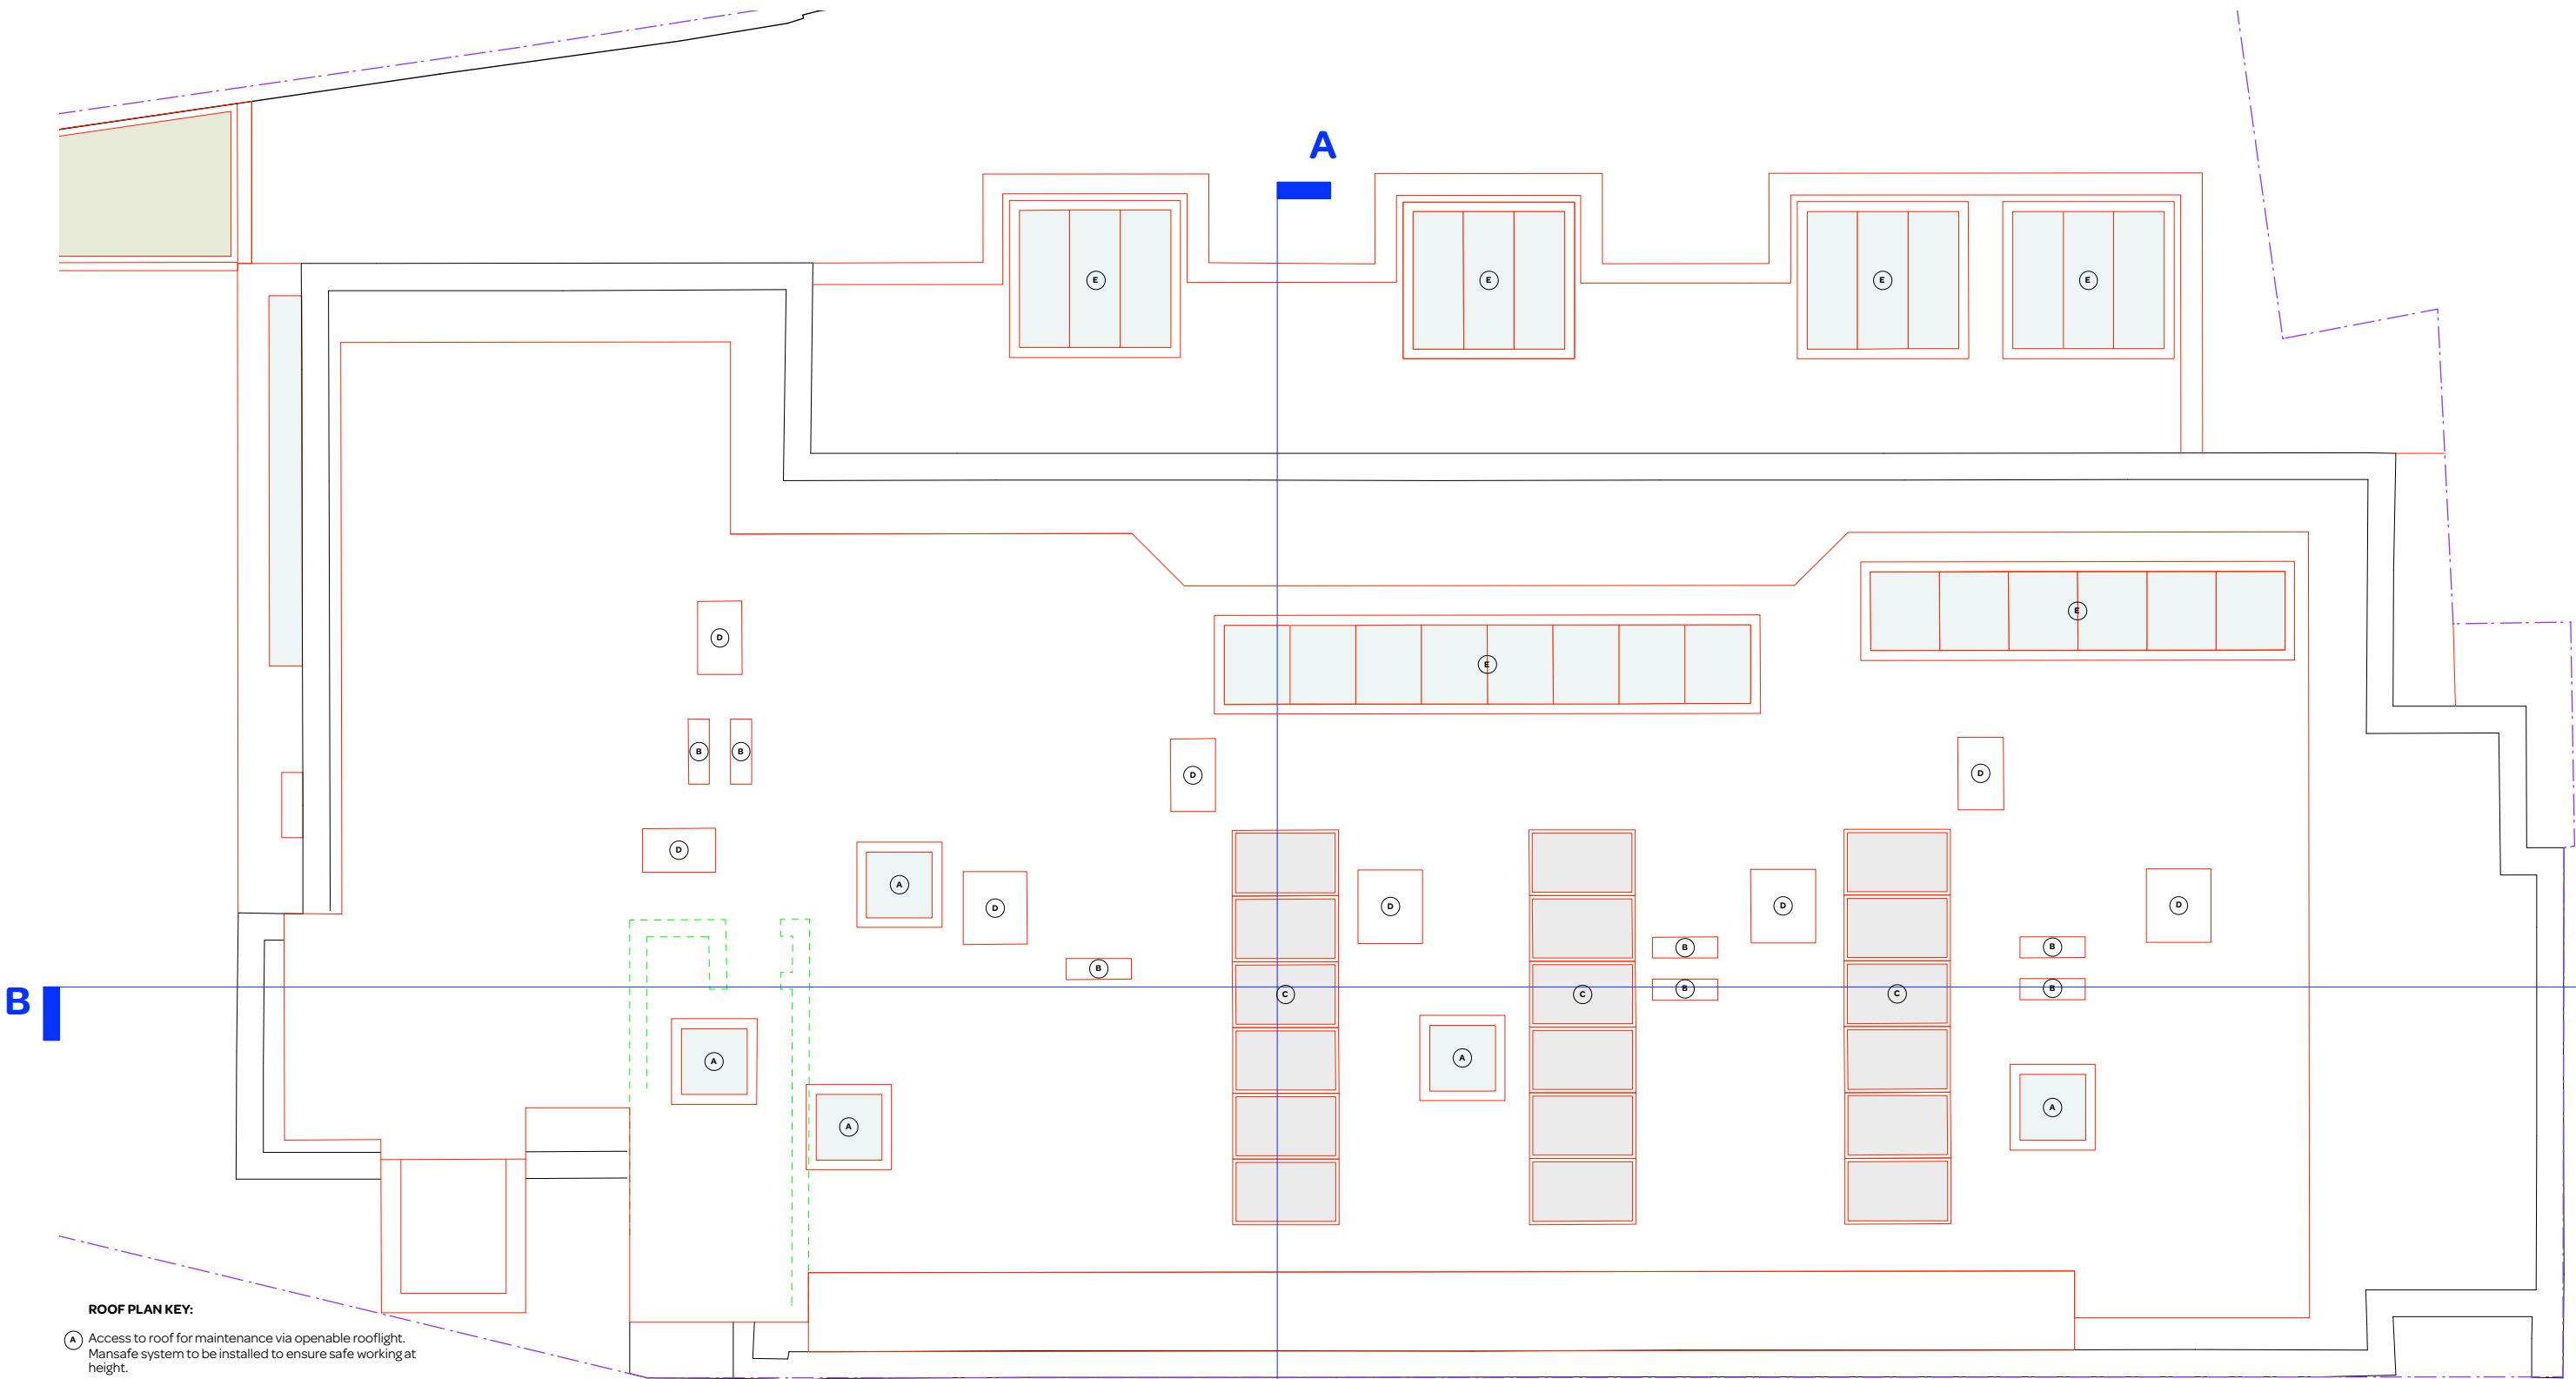 A
E E E E
E
D
E
B B
D
D D
D
A
D D D D
B B
B
B
C C C
B B
A
A
A
A
B
ROOF PLAN KEY:
A Access to roof for maintenance via openable rooflight.
Mansafe system to be installed to ensure safe working at
height.